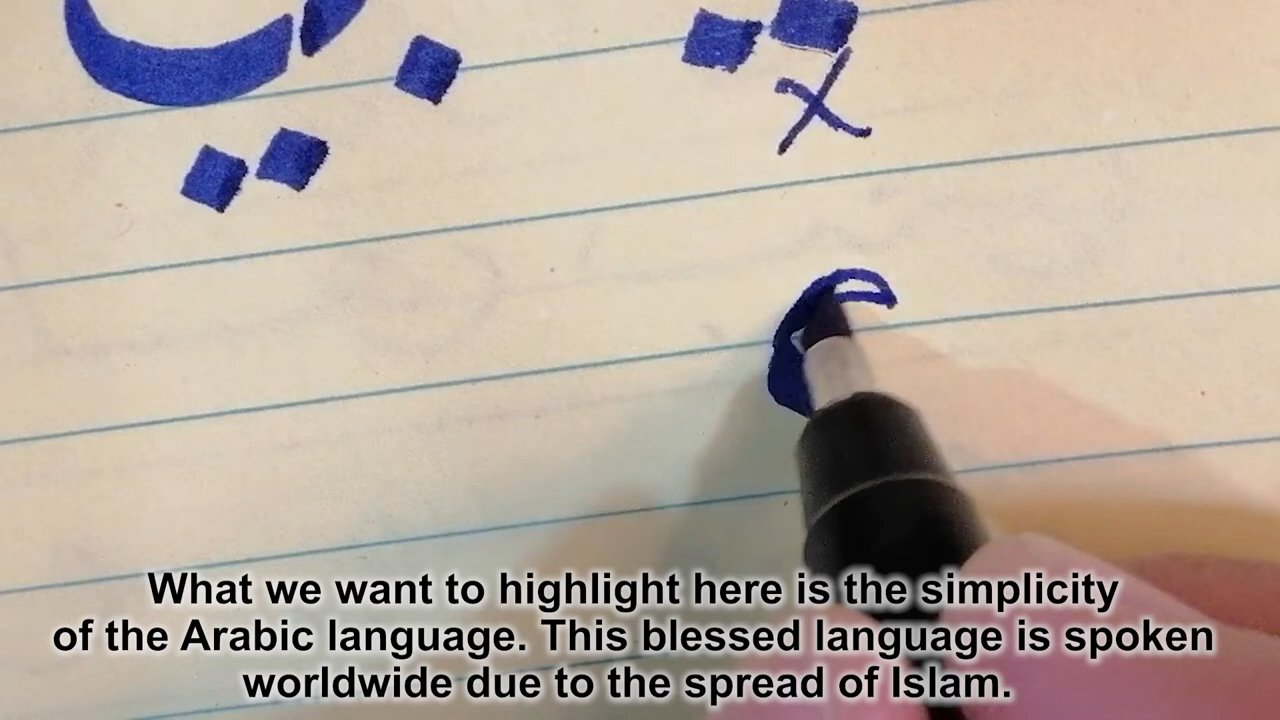 What we want to highlight here is the simplicity
of the Arabic language. This blessed language is spoken
worldwide due to the spread of Islam.